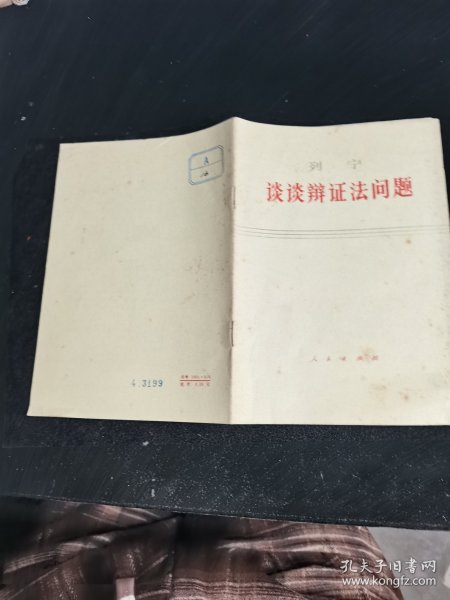 列 宁
谈谈辩证法问题
人民出版社
A
4.3199
孔夫子旧书网
www.kongfz.com